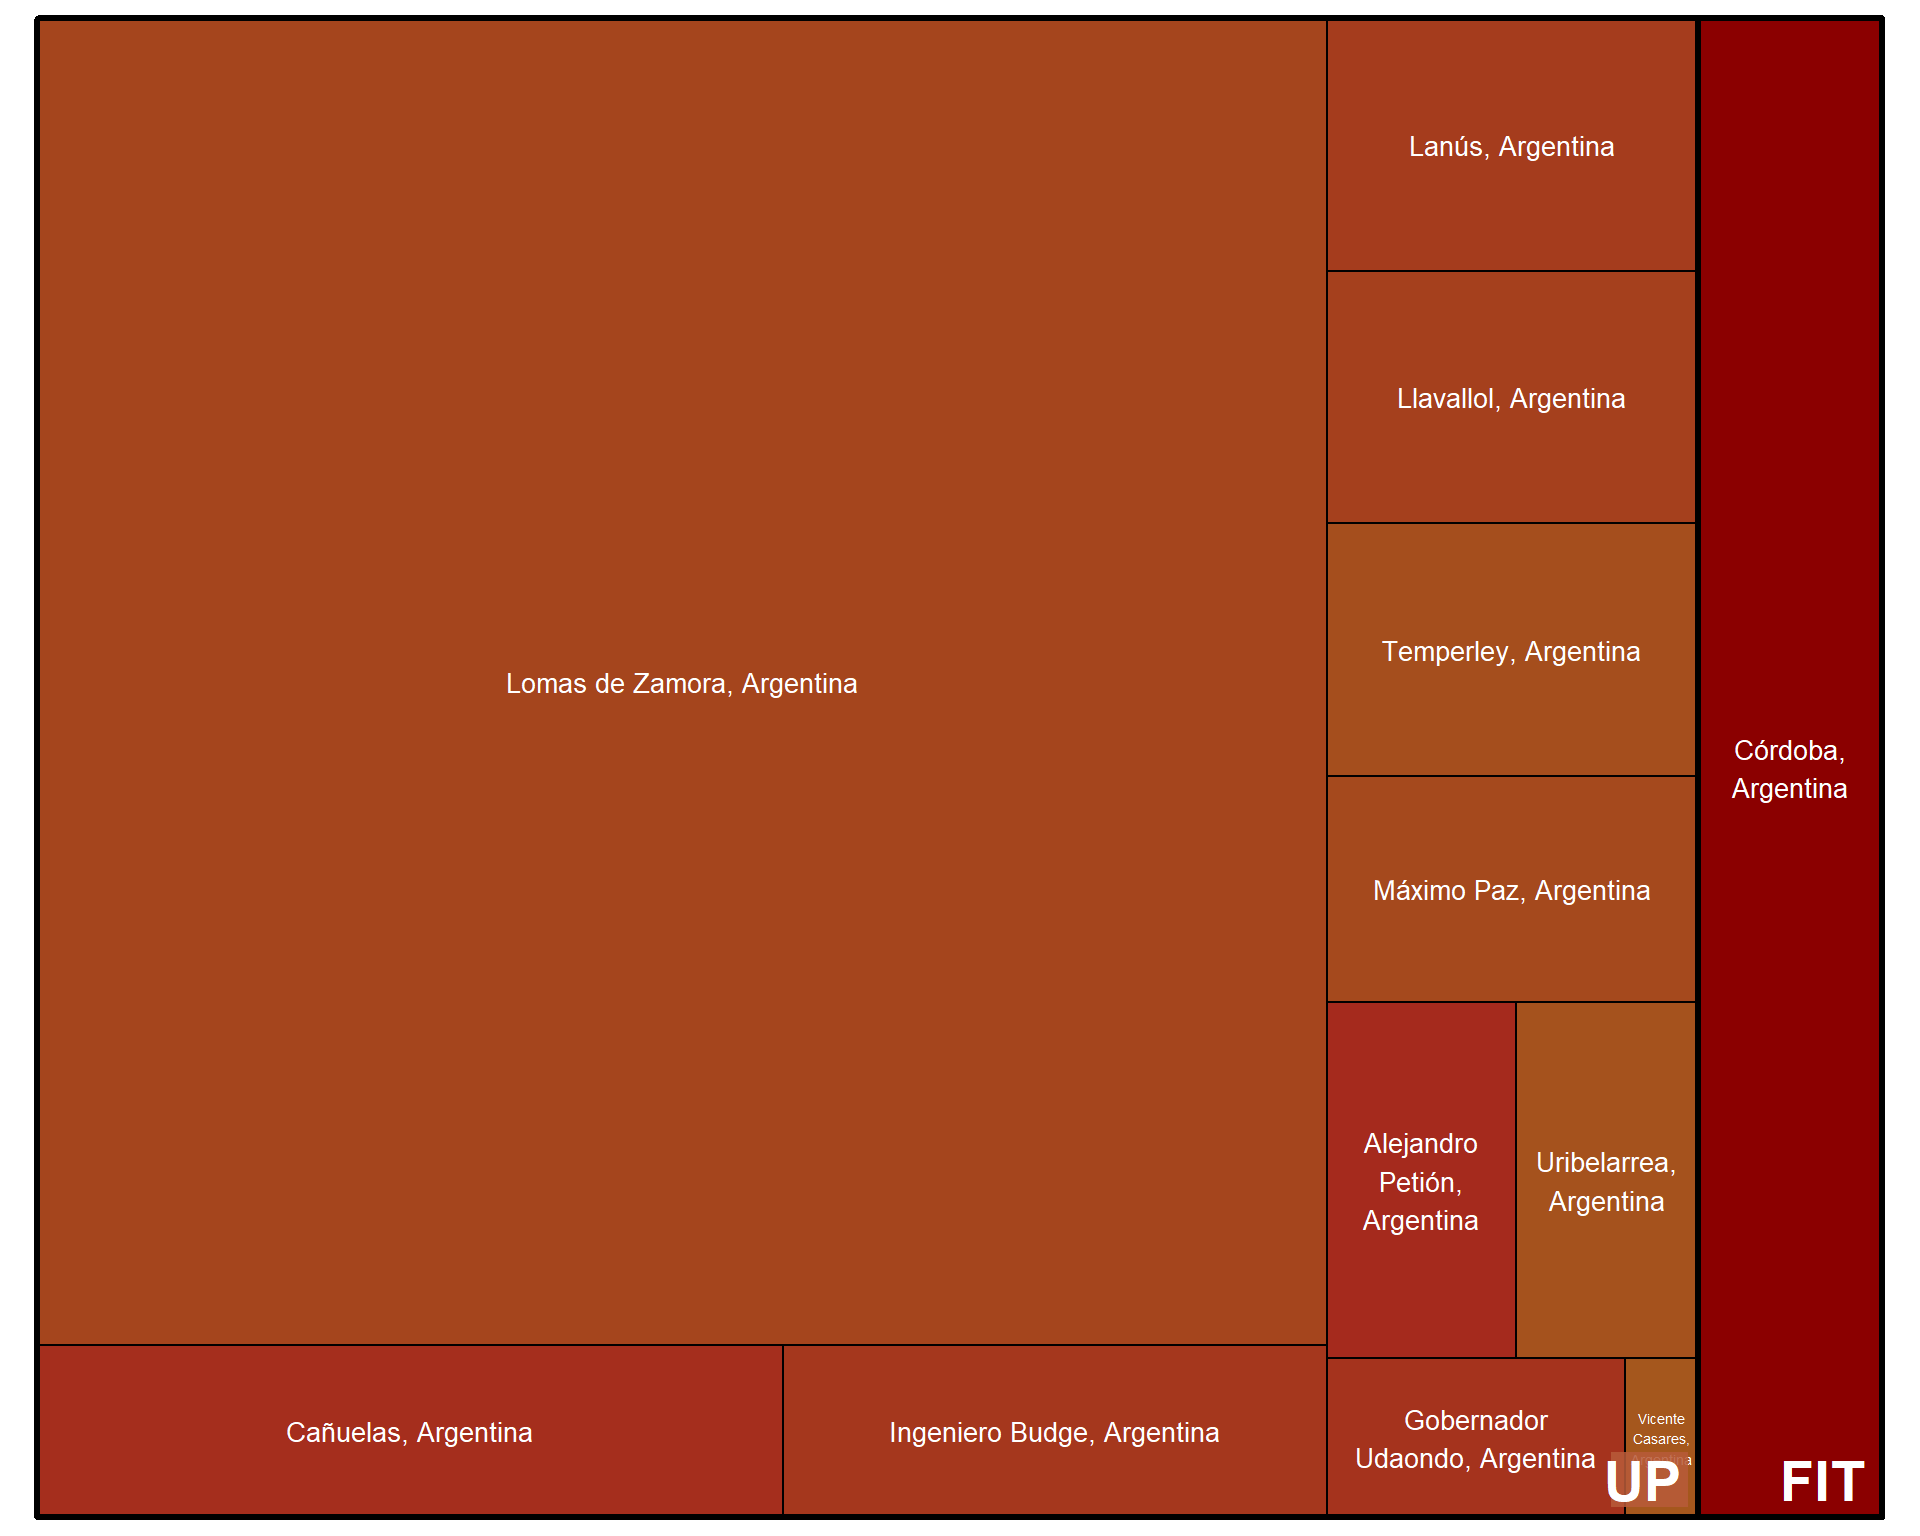 Lanús, Argentina
Llavallol, Argentina
Lomas de Zamora, Argentina
Temperley, Argentina
Córdoba,
Argentina
Máximo Paz, Argentina
Alejandro
Petión,
Argentina
Uribelarrea,
Argentina
Cañuelas, Argentina
Ingeniero Budge, Argentina
Gobernador
Udaondo, Argentina
Vicente
Casares,
UP
FIT